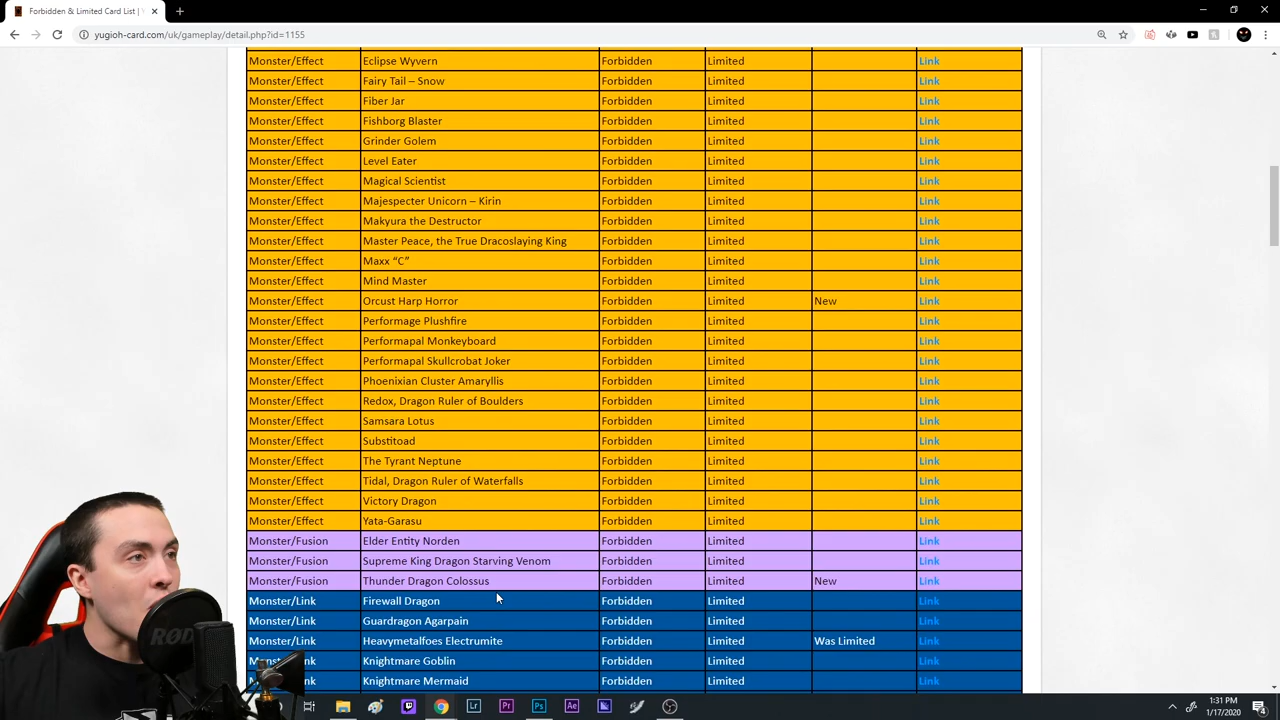 Forbidden & Limited Card List | Y
yugioh-card.com/uk/gameplay/detail.php?id=1155
Monster/Effect Eclipse Wyvern Forbidden Limited Link
Monster/Effect Fairy Tail – Snow Forbidden Limited Link
Monster/Effect Fiber Jar Forbidden Limited Link
Monster/Effect Fishborg Blaster Forbidden Limited Link
Monster/Effect Grinder Golem Forbidden Limited Link
Monster/Effect Level Eater Forbidden Limited Link
Monster/Effect Magical Scientist Forbidden Limited Link
Monster/Effect Majespecter Unicorn – Kirin Forbidden Limited Link
Monster/Effect Makyura the Destructor Forbidden Limited Link
Monster/Effect Master Peace, the True Dracoslaying King Forbidden Limited Link
Monster/Effect Maxx “C” Forbidden Limited Link
Monster/Effect Mind Master Forbidden Limited Link
Monster/Effect Orcust Harp Horror Forbidden Limited New Link
Monster/Effect Performage Plushfire Forbidden Limited Link
Monster/Effect Performapal Monkeyboard Forbidden Limited Link
Monster/Effect Performapal Skullcrobat Joker Forbidden Limited Link
Monster/Effect Phoenixian Cluster Amaryllis Forbidden Limited Link
Monster/Effect Redox, Dragon Ruler of Boulders Forbidden Limited Link
Monster/Effect Samsara Lotus Forbidden Limited Link
Monster/Effect Substitoad Forbidden Limited Link
Monster/Effect The Tyrant Neptune Forbidden Limited Link
Monster/Effect Tidal, Dragon Ruler of Waterfalls Forbidden Limited Link
Monster/Effect Victory Dragon Forbidden Limited Link
Monster/Effect Yata-Garasu Forbidden Limited Link
Monster/Fusion Elder Entity Norden Forbidden Limited Link
Monster/Fusion Supreme King Dragon Starving Venom Forbidden Limited Link
Monster/Fusion Thunder Dragon Colossus Forbidden Limited New Link
Monster/Link Firewall Dragon Forbidden Limited Link
Monster/Link Guardragon Agarpain Forbidden Limited Link
Monster/Link Heavymetalfoes Electrumite Forbidden Limited Was Limited Link
Link Knightmare Goblin Forbidden Limited Link
Link Knightmare Mermaid Forbidden Limited Link
RØDE
Lr Pr Ps Ae
1:31 PM
1/17/2020
4